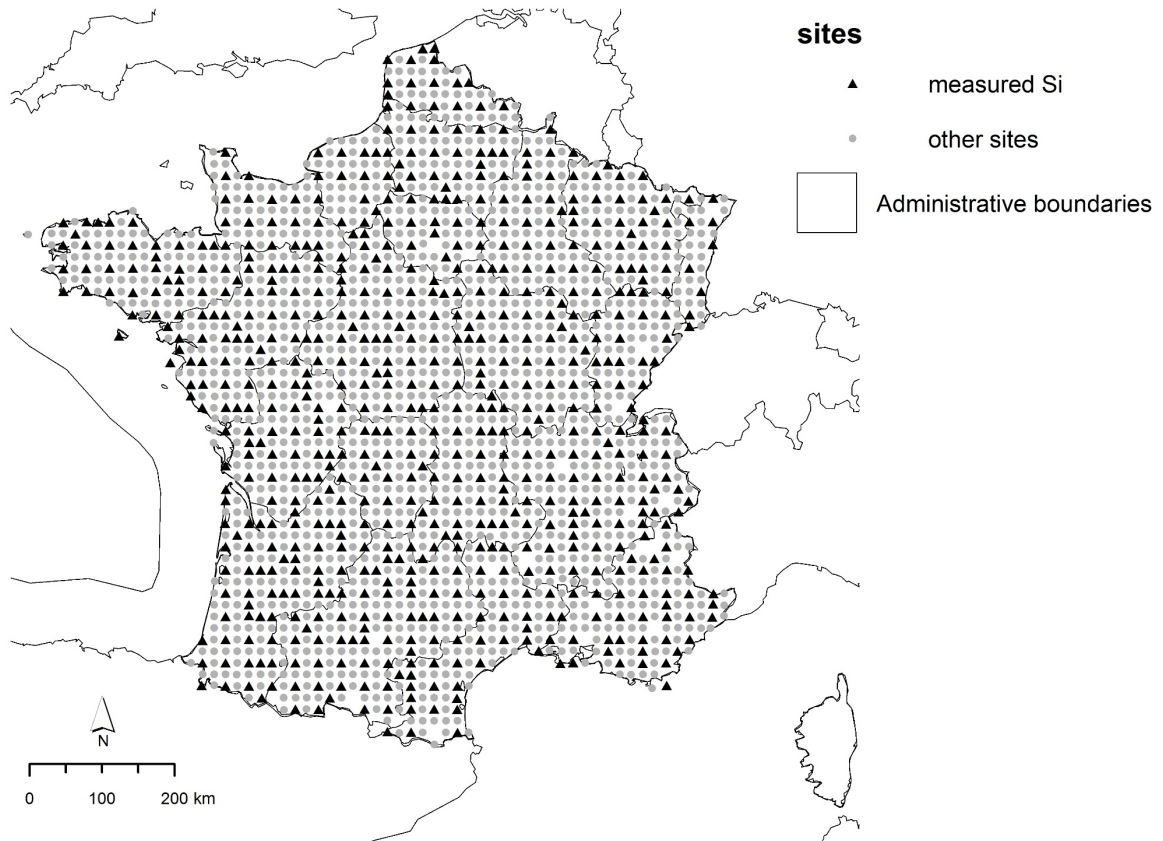 sites
measured Si
other sites
Administrative boundaries
N
0 100 200 km